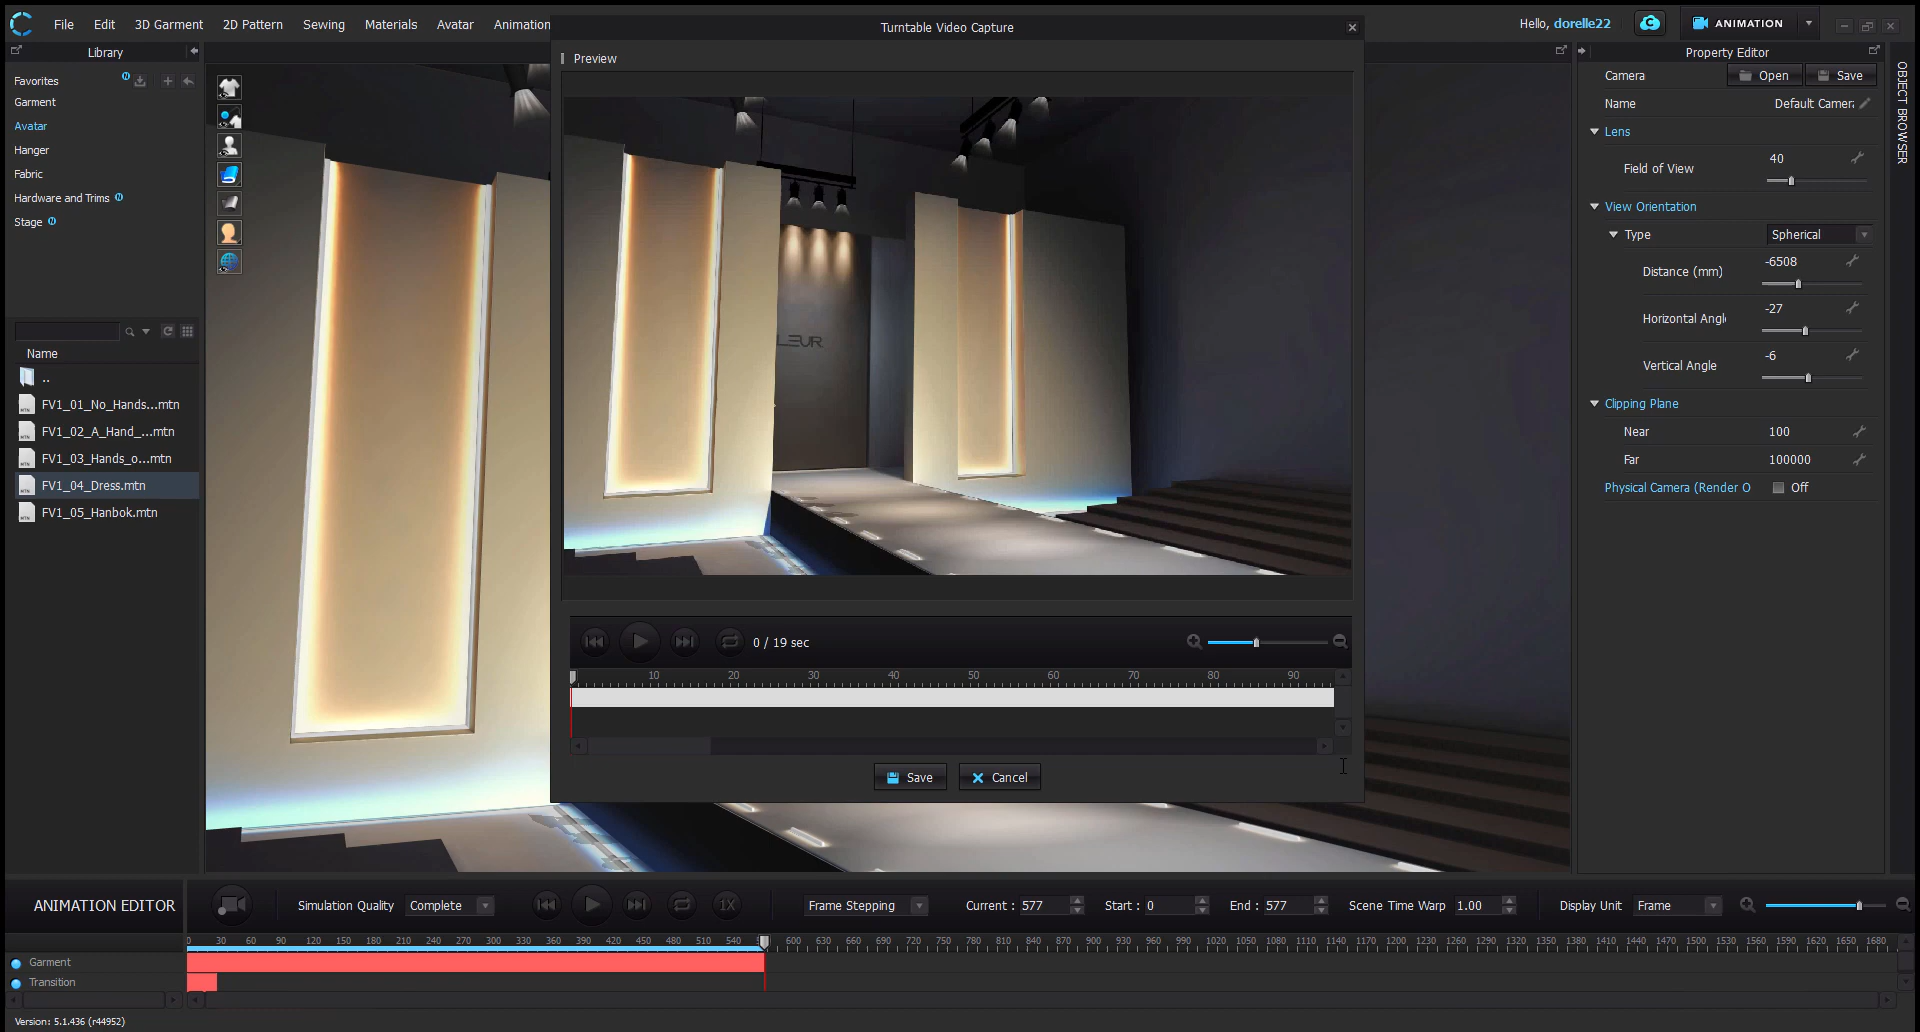 File Edit 3D Garment 2D Pattern Sewing Materials Avatar Animation
Turntable Video Capture
Hello, dorelle22
ANIMATION
Library
Favorites
Garment
Avatar
Hanger
Fabric
Hardware and Trims
Stage
Name
..
FV1_01_No_Hands...mtn
FV1_02_A_Hand_...mtn
FV1_03_Hands_o...mtn
FV1_04_Dress.mtn
FV1_05_Hanbok.mtn
Preview
LEUR
0 / 19 sec
10 20 30 40 50 60 70 80 90
Save Cancel
Property Editor
Camera Open Save
Name Default Camera
Lens
Field of View 40
View Orientation
Type Spherical
Distance (mm) -6508
Horizontal Angle -27
Vertical Angle -6
Clipping Plane
Near 100
Far 100000
Physical Camera (Render O Off
OBJECT BROWSER
ANIMATION EDITOR Simulation Quality Complete 1X Frame Stepping Current : 577 Start : 0 End : 577 Scene Time Warp 1.00 Display Unit Frame
0 30 60 90 120 150 180 210 240 270 300 330 360 390 420 450 480 510 540 600 630 660 690 720 750 780 810 840 870 900 930 960 990 1020 1050 1080 1110 1140 1170 1200 1230 1260 1290 1320 1350 1380 1410 1440 1470 1500 1530 1560 1590 1620 1650 1680
Garment
Transition
Version: 5.1.436 (r44952)